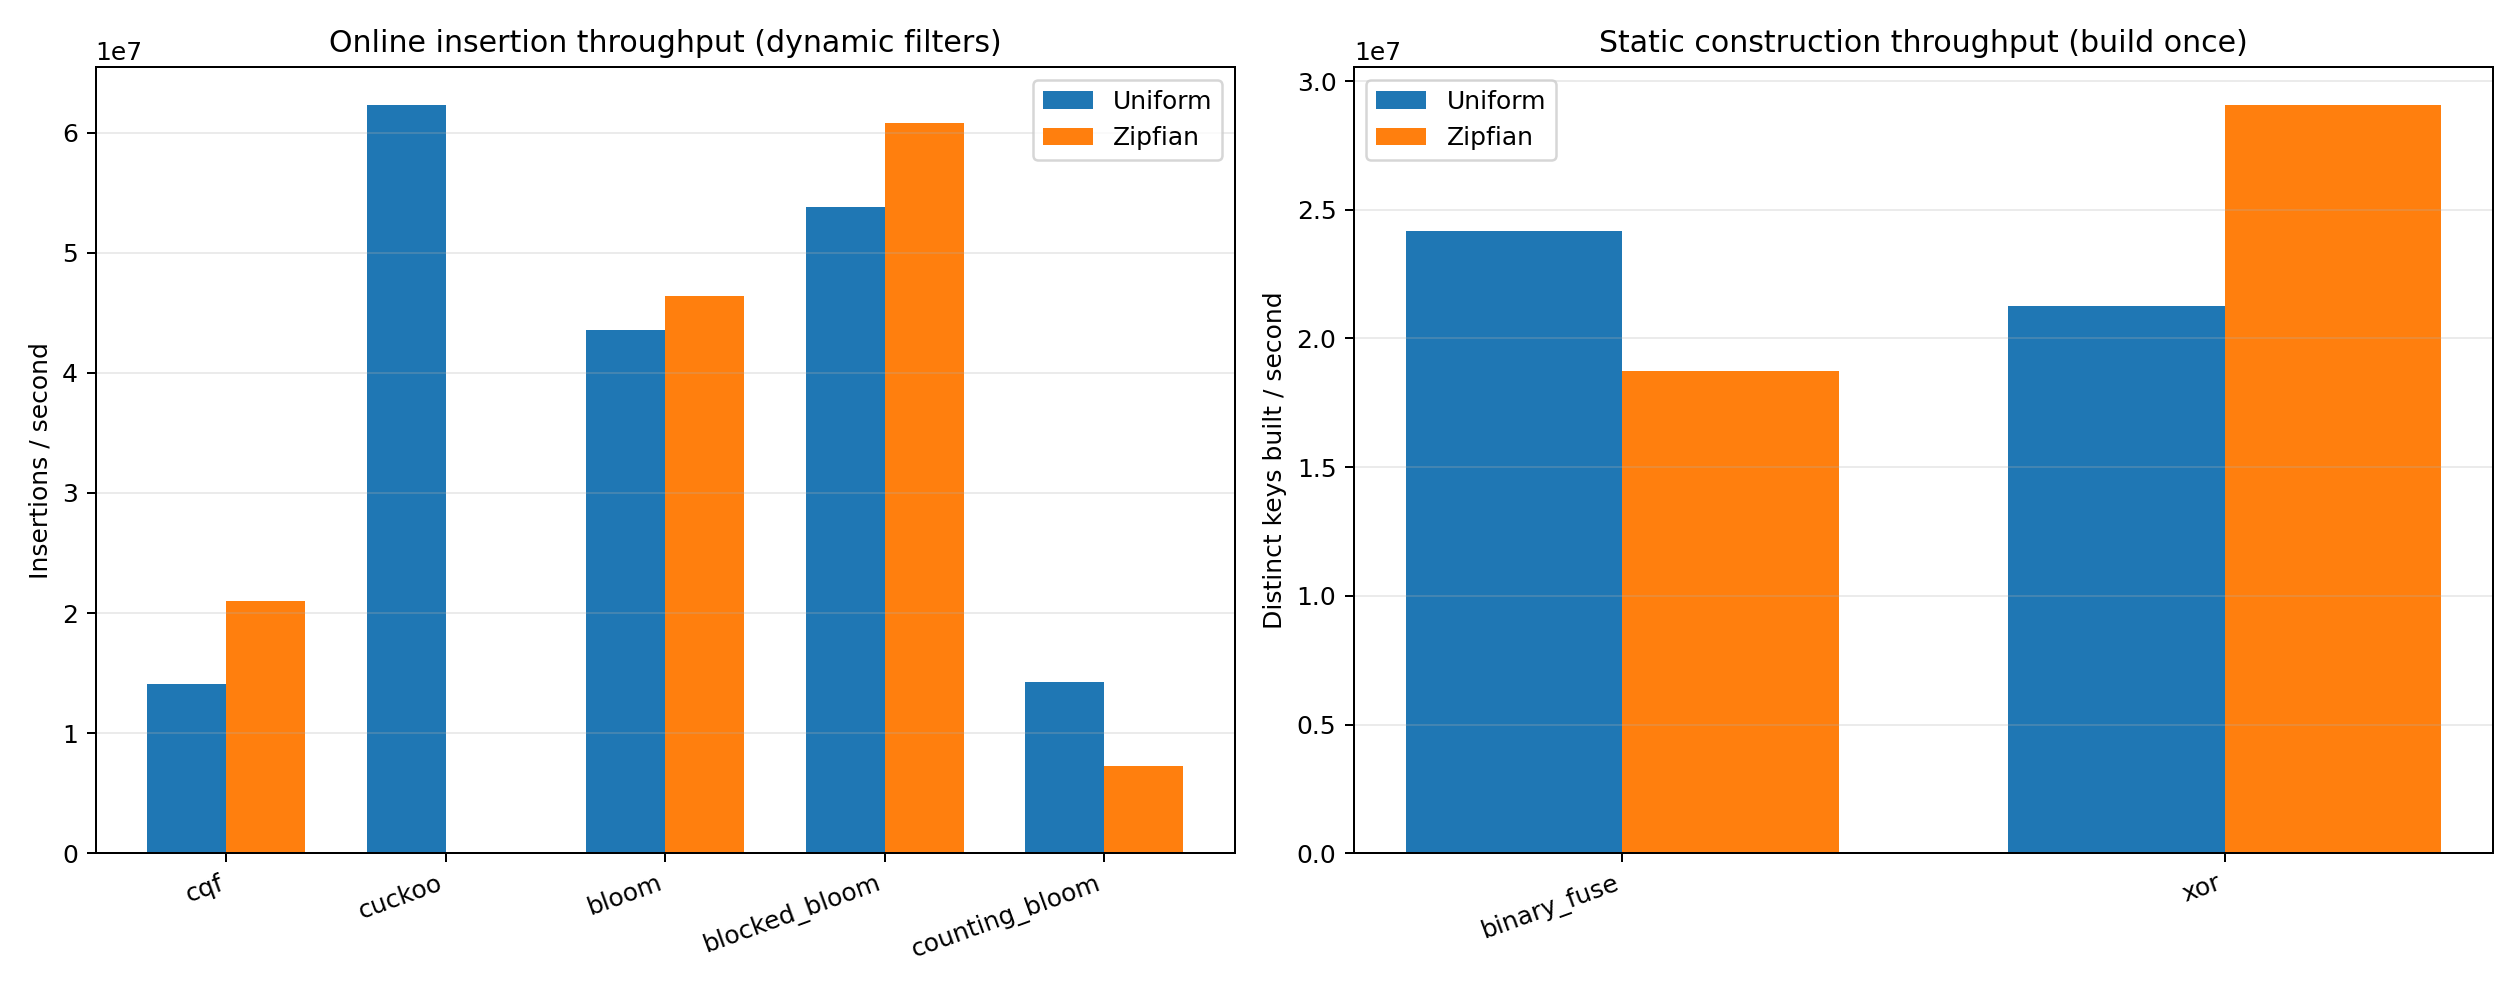 Online insertion throughput (dynamic filters)
1e7
Insertions / second
6
5
4
3
2
1
0
Uniform
Zipfian
cqf
cuckoo
bloom
blocked_bloom
counting_bloom
Static construction throughput (build once)
1e7
Distinct keys built / second
3.0
2.5
2.0
1.5
1.0
0.5
0.0
Uniform
Zipfian
binary_fuse
xor